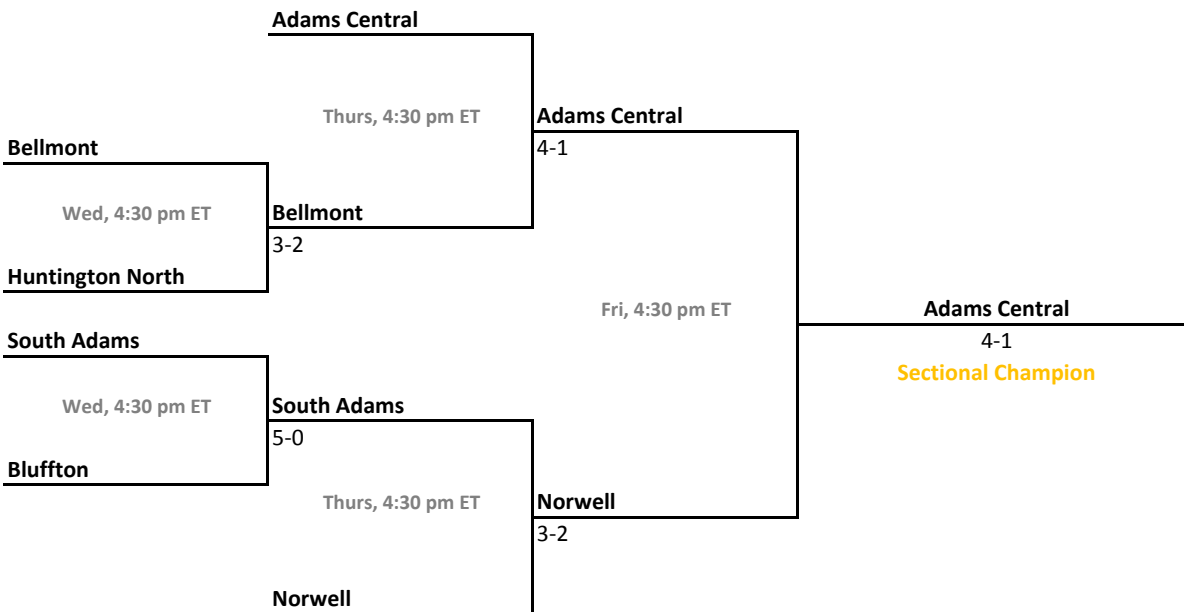 Adams Central
Thurs, 4:30 pm ET
Adams Central
4-1
Bellmont
Wed, 4:30 pm ET
Bellmont
3-2
Huntington North
Fri, 4:30 pm ET
Adams Central
4-1
Sectional Champion
South Adams
Wed, 4:30 pm ET
South Adams
5-0
Bluffton
Thurs, 4:30 pm ET
Norwell
3-2
Norwell